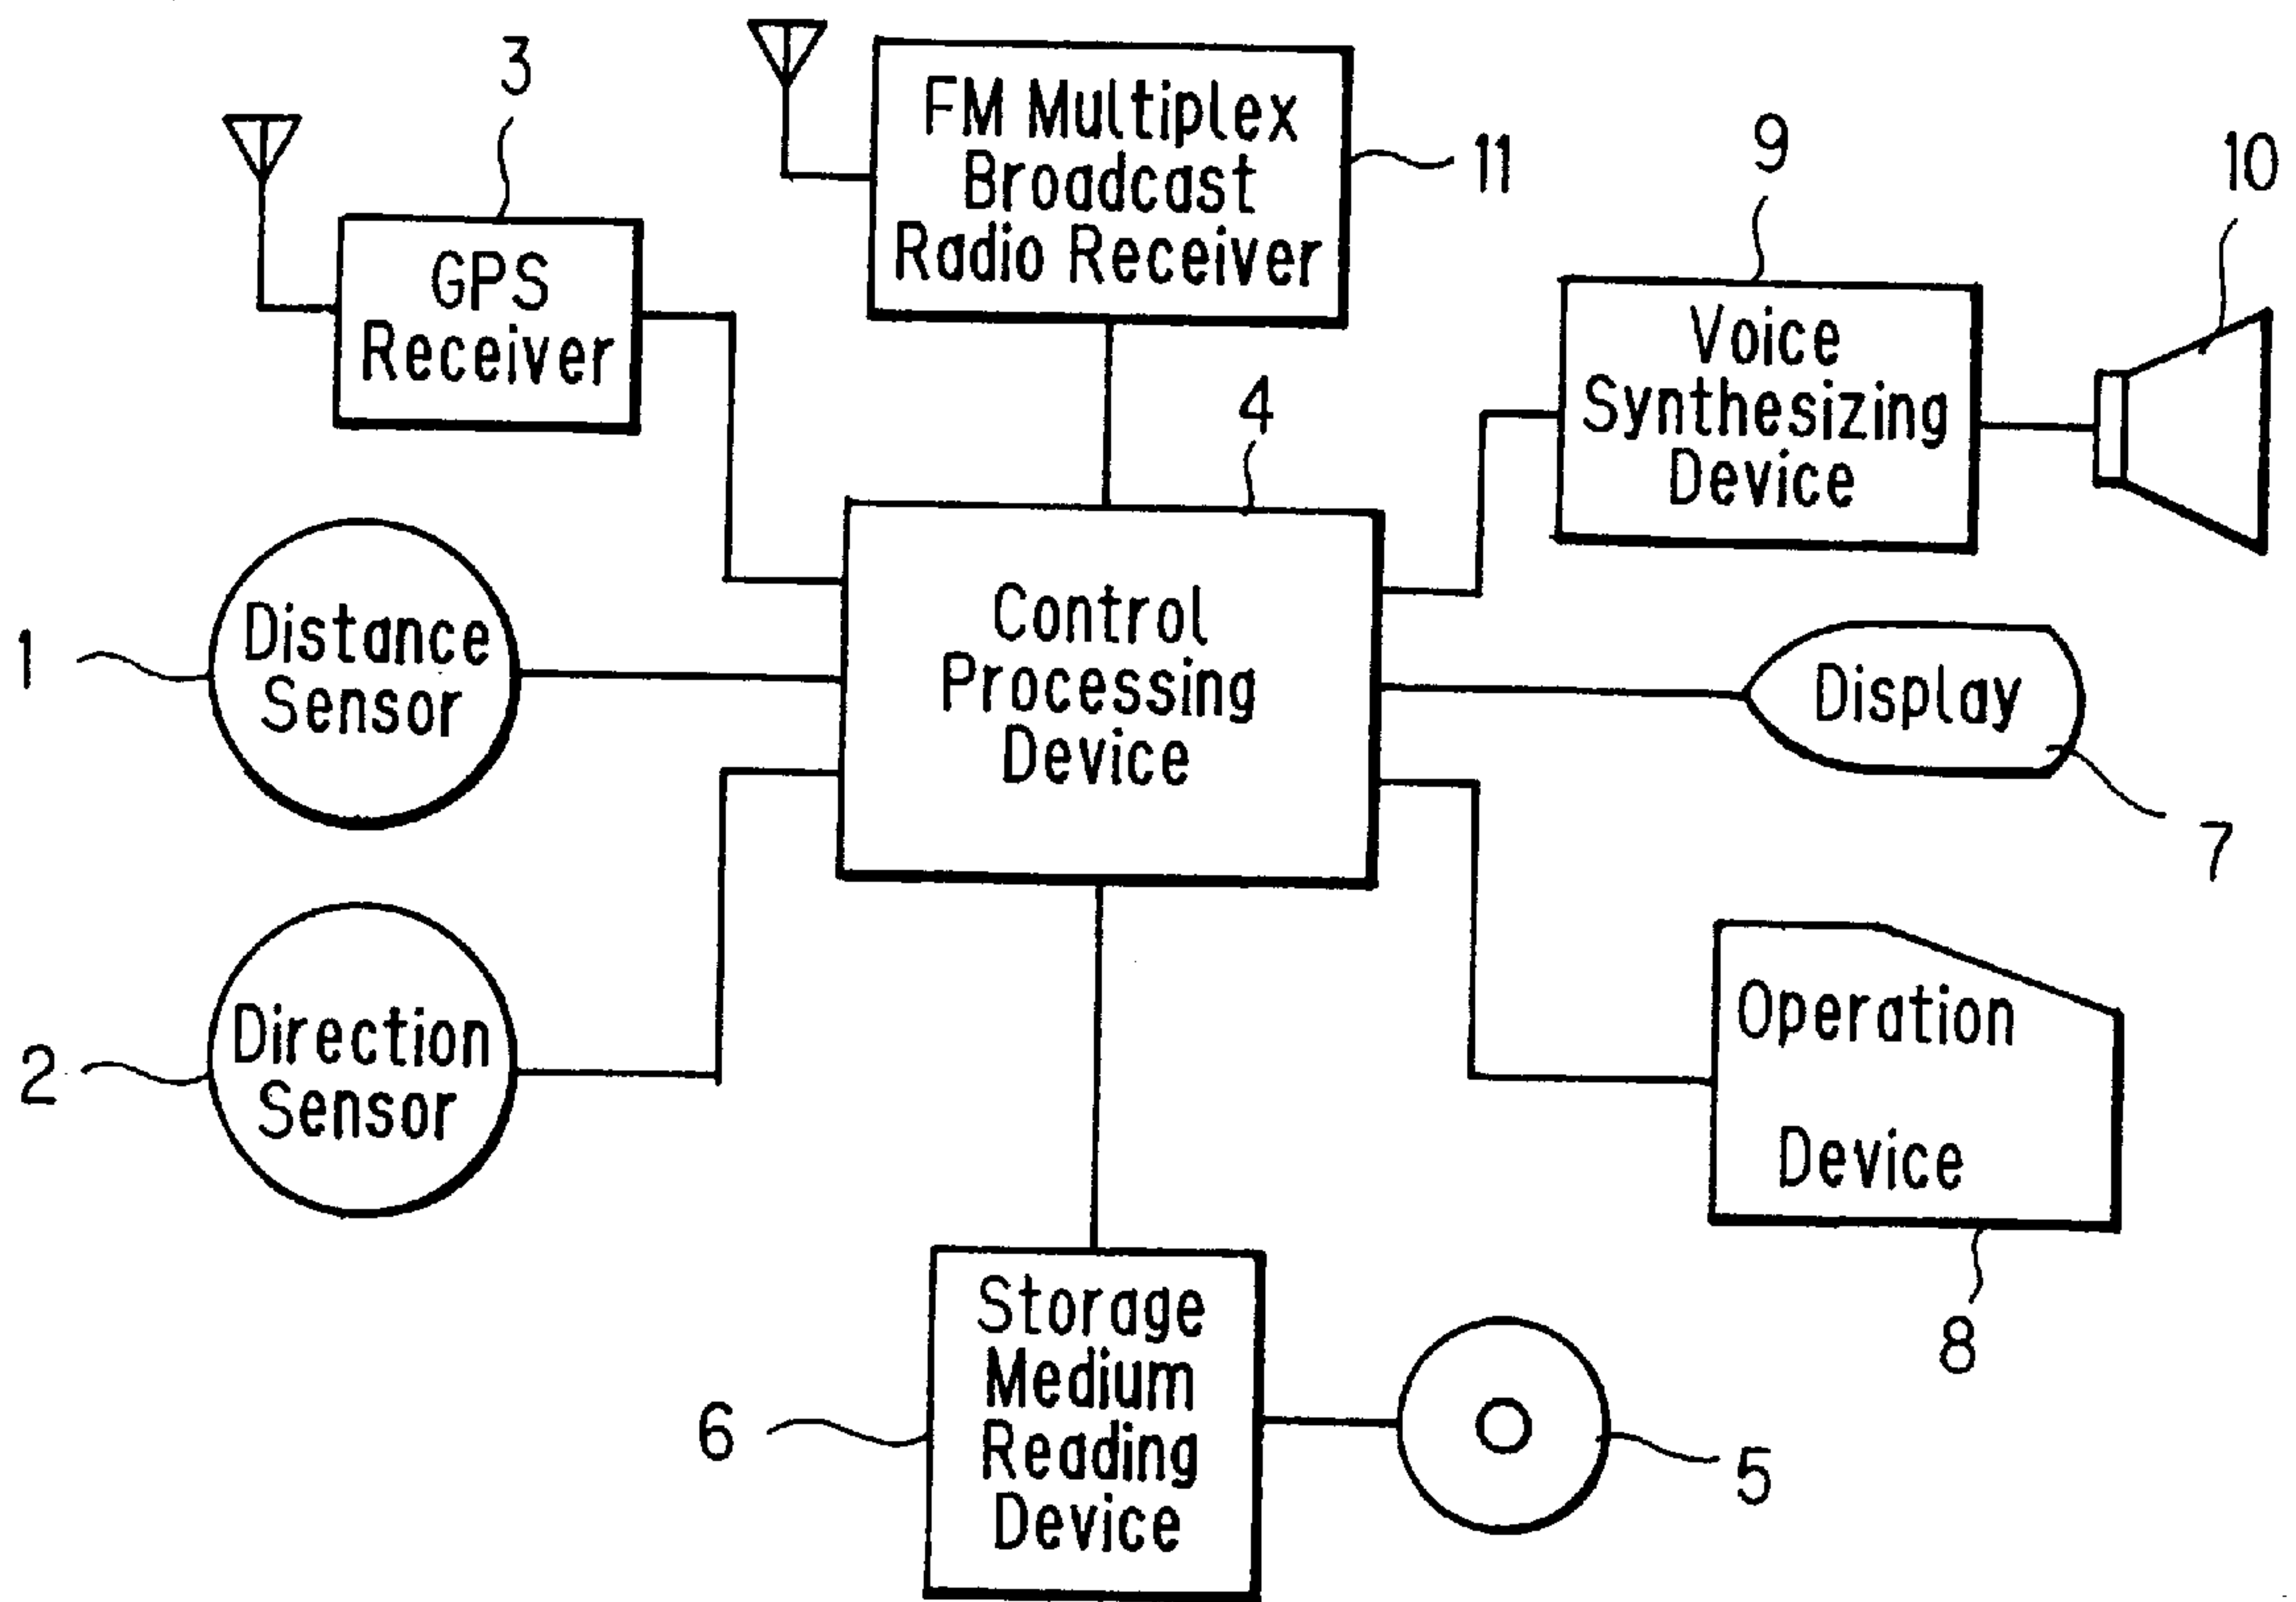 3
FM Multiplex
Broadcast
Radio Receiver
11
9
10
GPS
Receiver
Voice
Synthesizing
Device
4
1
Distance
Sensor
Control
Processing
Device
Display
7
2
Direction
Sensor
Operation
Device
8
6
Storage
Medium
Reading
Device
5